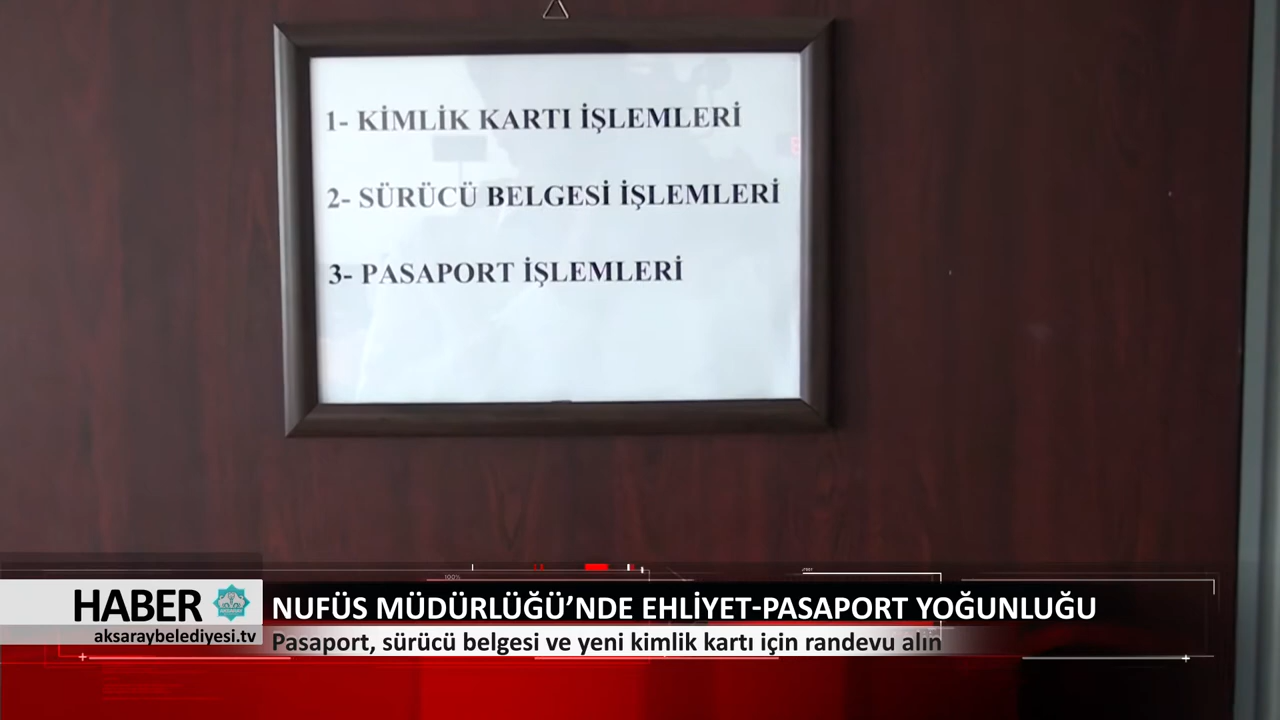 1- KİMLİK KARTI İŞLEMLERİ
2- SÜRÜCÜ BELGESİ İŞLEMLERİ
3- PASAPORT İŞLEMLERİ
100%
HABER
NUFÜS MÜDÜRLÜĞÜ’NDE EHLİYET-PASAPORT YOĞUNLUĞU
aksaraybelediyesi.tv
Pasaport, sürücü belgesi ve yeni kimlik kartı için randevu alın